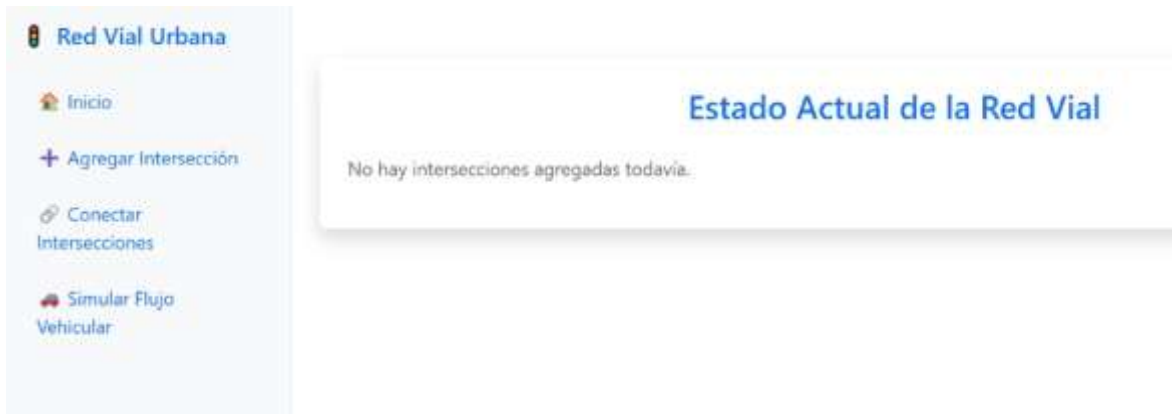 Red Vial Urbana
Inicio
Agregar Intersección
Conectar
Intersecciones
Simular Flujo
Vehicular
Estado Actual de la Red Vial
No hay intersecciones agregadas todavía.